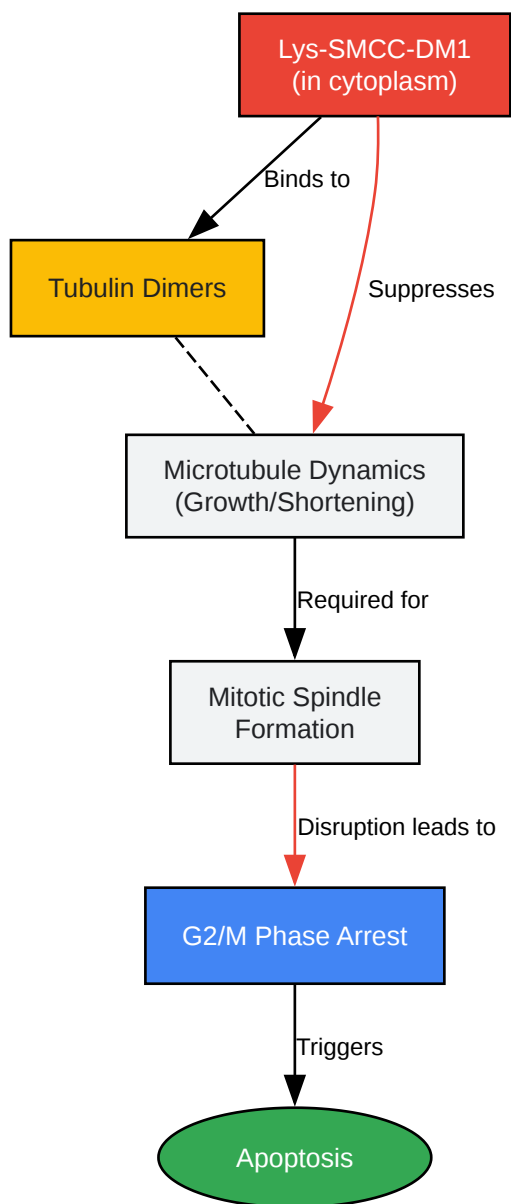 Lys-SMCC-DM1
(in cytoplasm)
Binds to
Tubulin Dimers
Suppresses
Microtubule Dynamics
(Growth/Shortening)
Required for
Mitotic Spindle
Formation
Disruption leads to
G2/M Phase Arrest
Triggers
Apoptosis